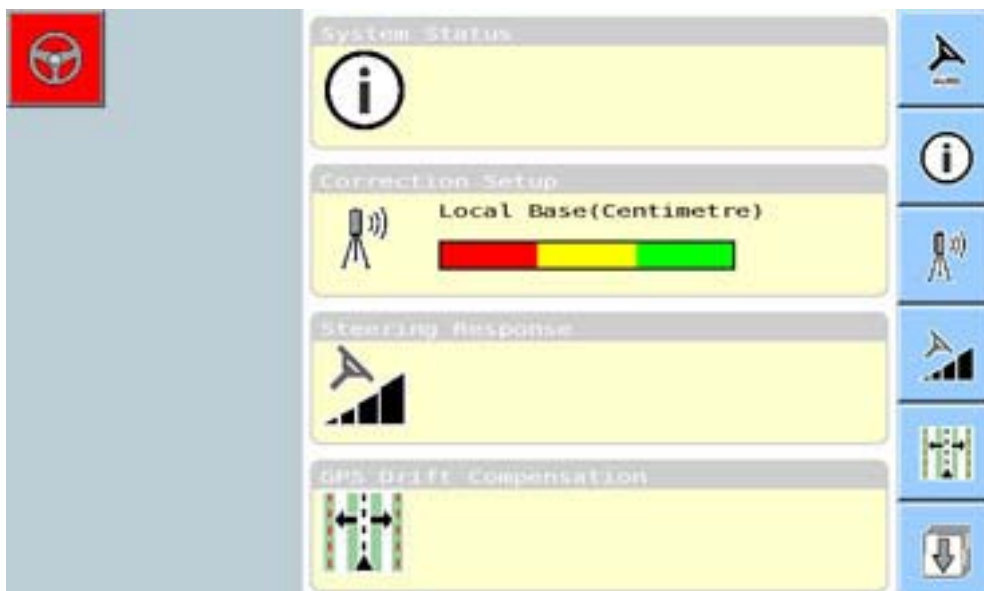 System Status
Correction Setup
Local Base(Centimetre)
Steering Response
GPS Drift Compensation